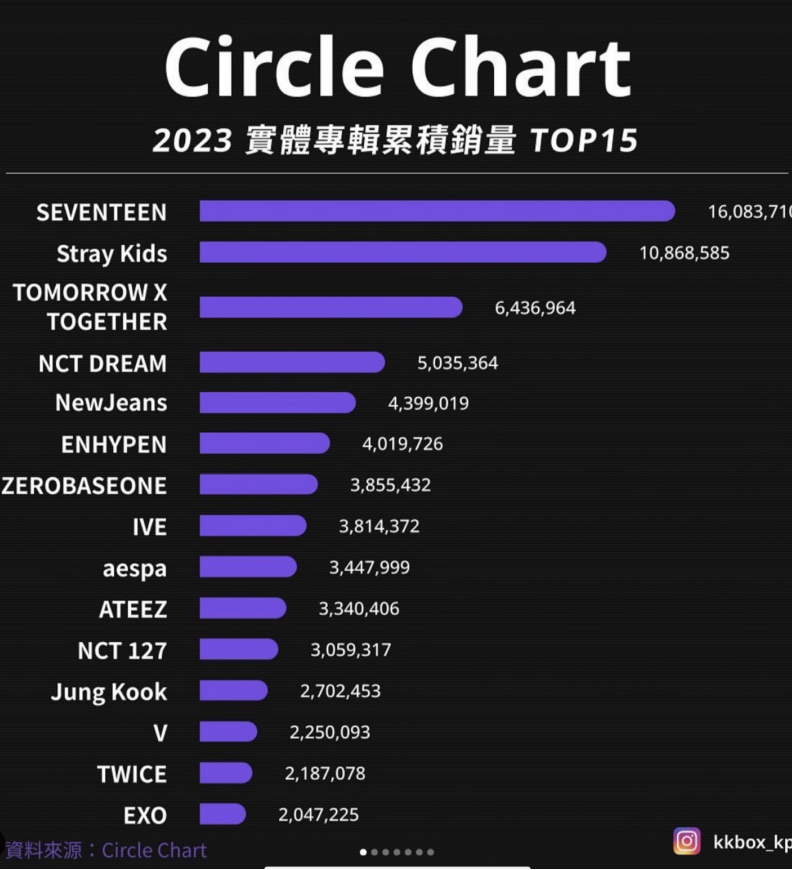 Circle Chart
2023 實體專輯累積銷量 TOP15
SEVENTEEN 16,083,710
Stray Kids 10,868,585
TOMORROW X
TOGETHER 6,436,964
NCT DREAM 5,035,364
NewJeans 4,399,019
ENHYPEN 4,019,726
ZEROBASEONE 3,855,432
IVE 3,814,372
aespa 3,447,999
ATEEZ 3,340,406
NCT 127 3,059,317
Jung Kook 2,702,453
V 2,250,093
TWICE 2,187,078
EXO 2,047,225
資料來源：Circle Chart
kkbox_kp